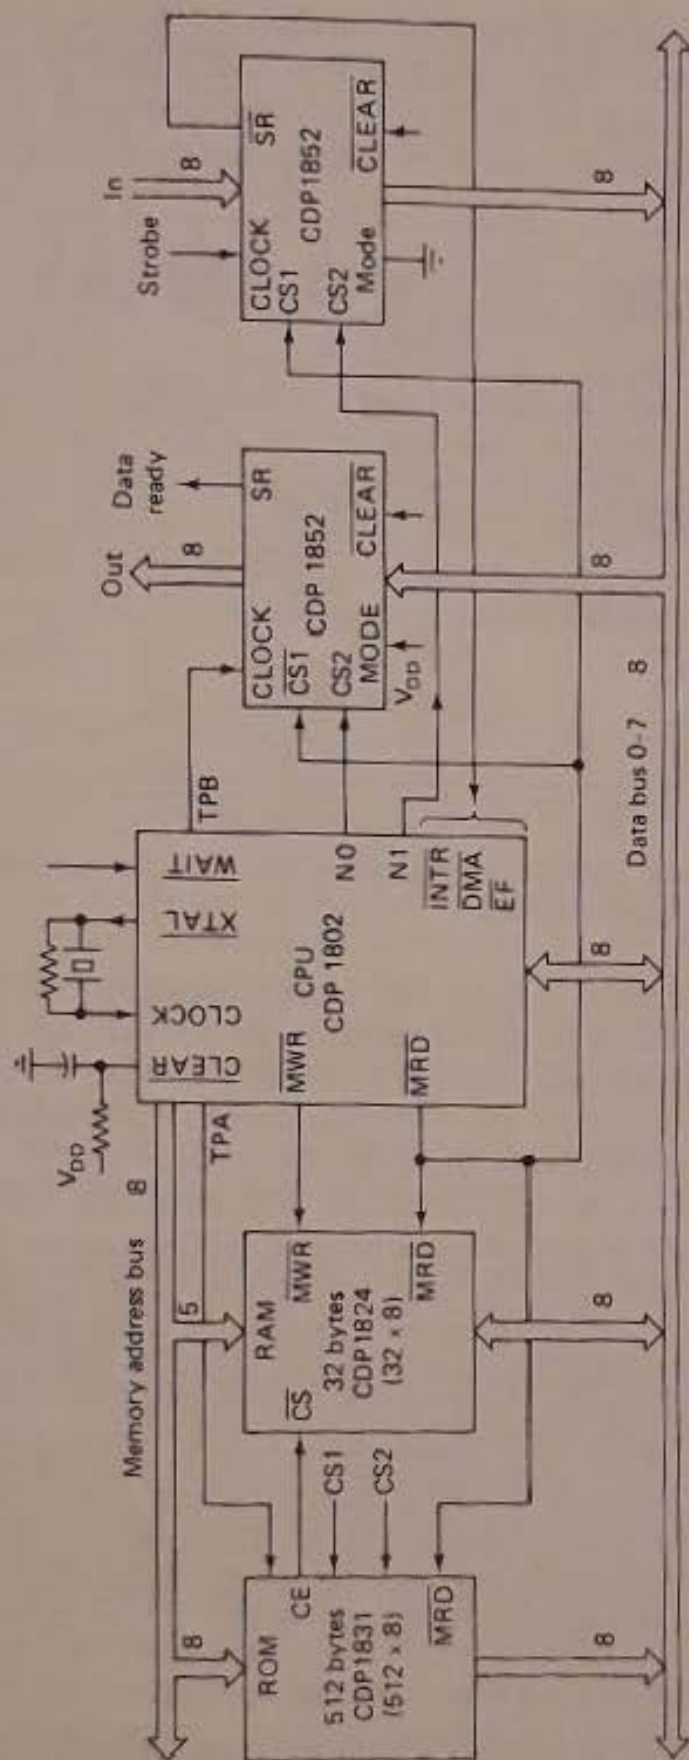 Memory address bus
8
V_DD
8
ROM
CE
512 bytes
CDP1831
(512 x 8)
MRD
8
CS1
CS2
TPA
5
RAM
MWR
CS
32 bytes
CDP1824
(32 x 8)
MRD
8
CLEAR
CLOCK
XTAL
WAIT
MWR
CPU
CDP 1802
MRD
N0
N1
INTR
DMA
EF
8
TPB
Out
8
Data
ready
CLOCK
SR
CS1
CDP 1852
CS2
MODE
CLEAR
V_DD
8
Strobe
In
8
CLOCK
SR
CS1
CDP1852
CS2
Mode
CLEAR
8
Data bus 0-7
8